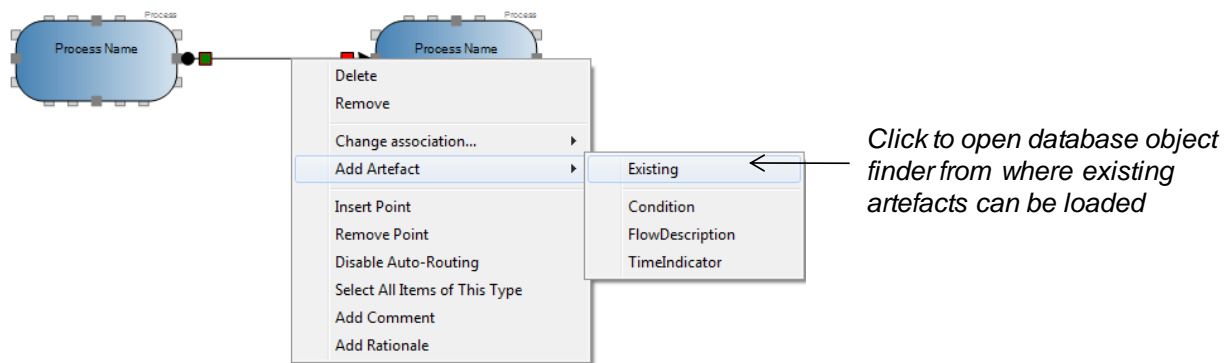 Process
Process
Process Name
Process Name
Delete
Remove
Change association...
Add Artefact
Existing
Insert Point
Condition
Remove Point
FlowDescription
Disable Auto-Routing
TimeIndicator
Select All Items of This Type
Add Comment
Add Rationale
Click to open database object
finder from where existing
artefacts can be loaded